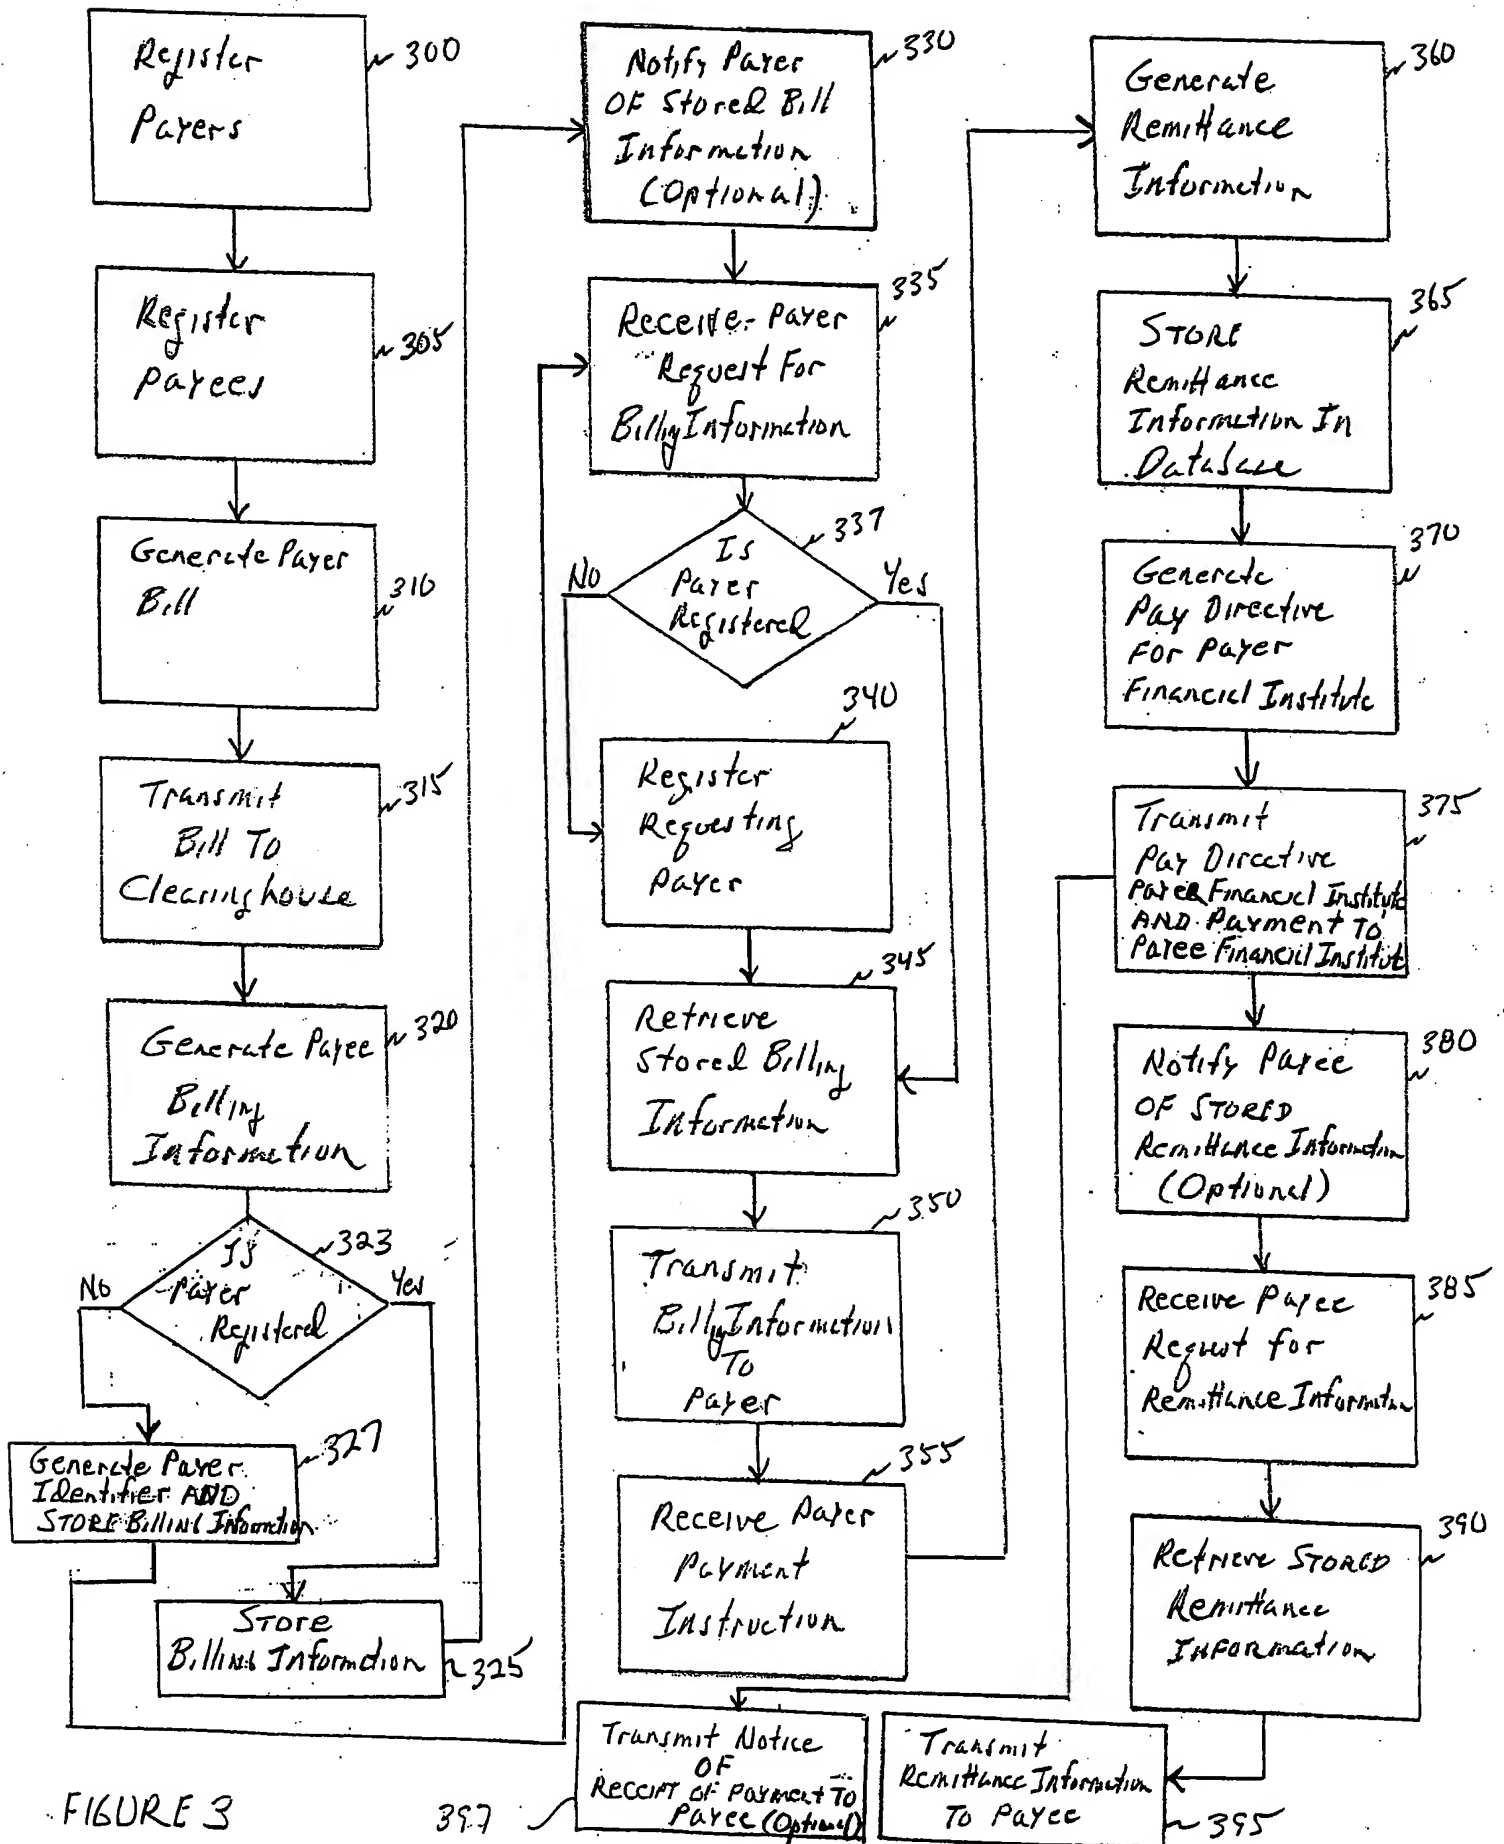 Register
Payers
300
Register
Payees
305
Generate Payer
Bill
310
Transmit
Bill To
Clearinghouse
315
Generate Payee
Billing
Information
320
Is
Payer
Registered
323
No
Yes
Generate Payer
Identifier AND
STORE Billing Information
327
Store
Billing Information
325
Notify Payer
OF Stored Bill
Information
(Optional)
330
Receive Payer
Request For
Billing Information
335
Is
Payer
Registered
337
No
Yes
340
Register
Requesting
Payer
345
Retrieve
Stored Billing
Information
350
Transmit
Billing Information
To
Payer
355
Receive Payer
Payment
Instruction
Generate
Remittance
Information
360
STORE
Remittance
Information In
Database
365
Generate
Pay Directive
For Payer
Financial Institute
370
Transmit
Pay Directive
Financial Institute
AND Payment To
Payee Financial Institute
375
Notify Payee
OF STORED
Remittance Information
(Optional)
380
Receive Payee
Request for
Remittance Information
385
Retrieve STORED
Remittance
INFORMATION
390
Transmit Notice
OF
RECEIPT OF Payment To
Payee (Optional)
397
Transmit
Remittance Information
To Payee
395
FIGURE 3